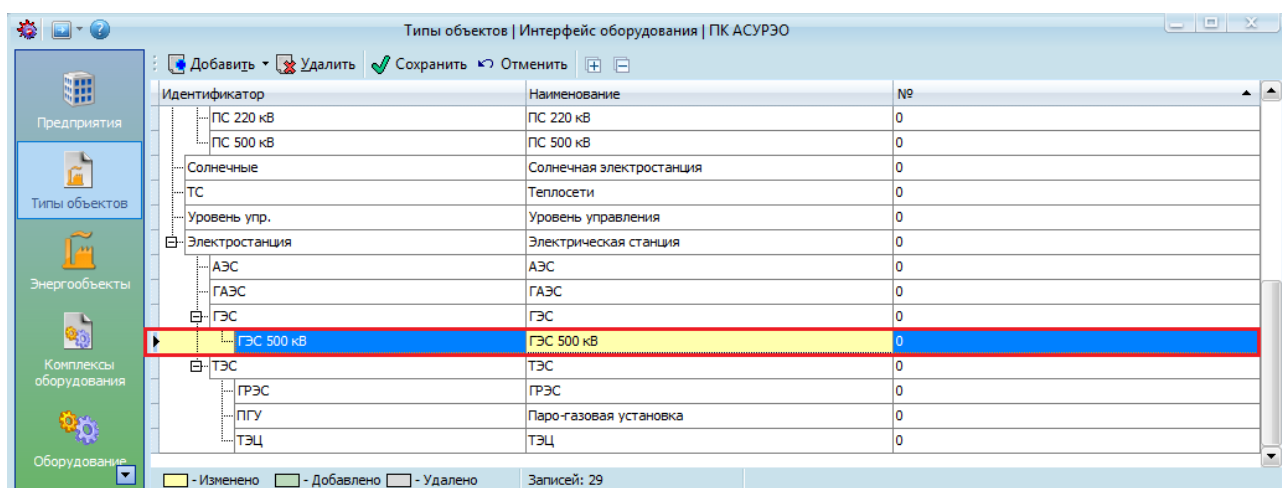 Типы объектов | Интерфейс оборудования | ПК АСУРЭО
Добавить Удалить Сохранить Отменить
Предприятия
Типы объектов
Энергообъекты
Комплексы
оборудования
Оборудование
Идентификатор Наименование №
ПС 220 кВ ПС 220 кВ 0
ПС 500 кВ ПС 500 кВ 0
Солнечные Солнечная электростанция 0
ТС Теплосети 0
Уровень упр. Уровень управления 0
Электростанция Электрическая станция 0
АЭС АЭС 0
ГАЭС ГАЭС 0
ГЭС ГЭС 0
ГЭС 500 кВ ГЭС 500 кВ 0
ТЭС ТЭС 0
ГРЭС ГРЭС 0
ПГУ Паро-газовая установка 0
ТЭЦ ТЭЦ 0
- Изменено - Добавлено - Удалено Записей: 29